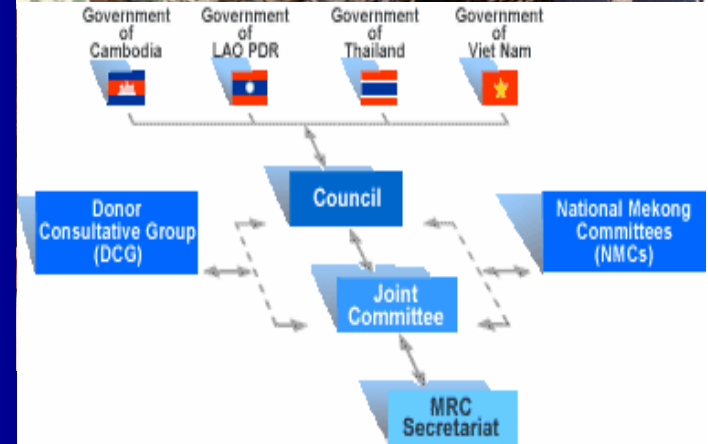 Government
of
Cambodia
Government
of
LAO PDR
Government
of
Thailand
Government
of
Viet Nam
Council
Donor
Consultative Group
(DCG)
National Mekong
Committees
(NMCs)
Joint
Committee
MRC
Secretariat